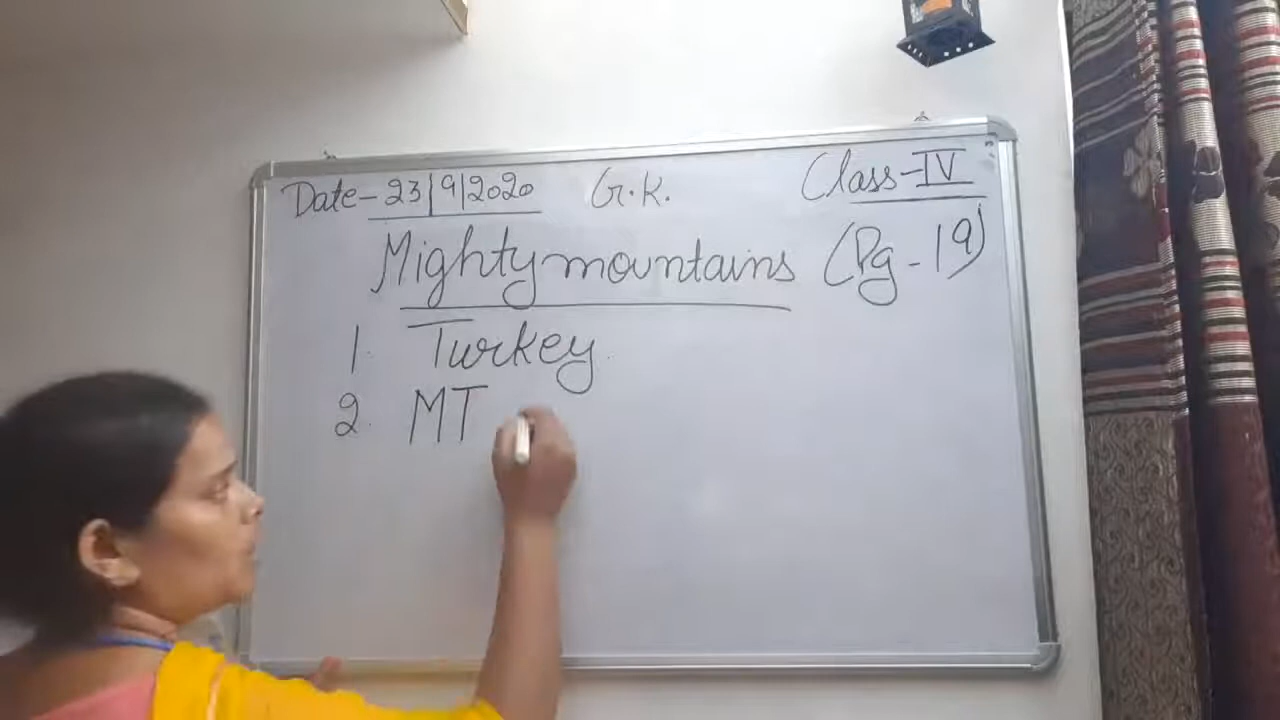 Date-23/9/2020 G.K. Class-IV
Mighty mountains (Pg-19)
1. Turkey.
2. MT